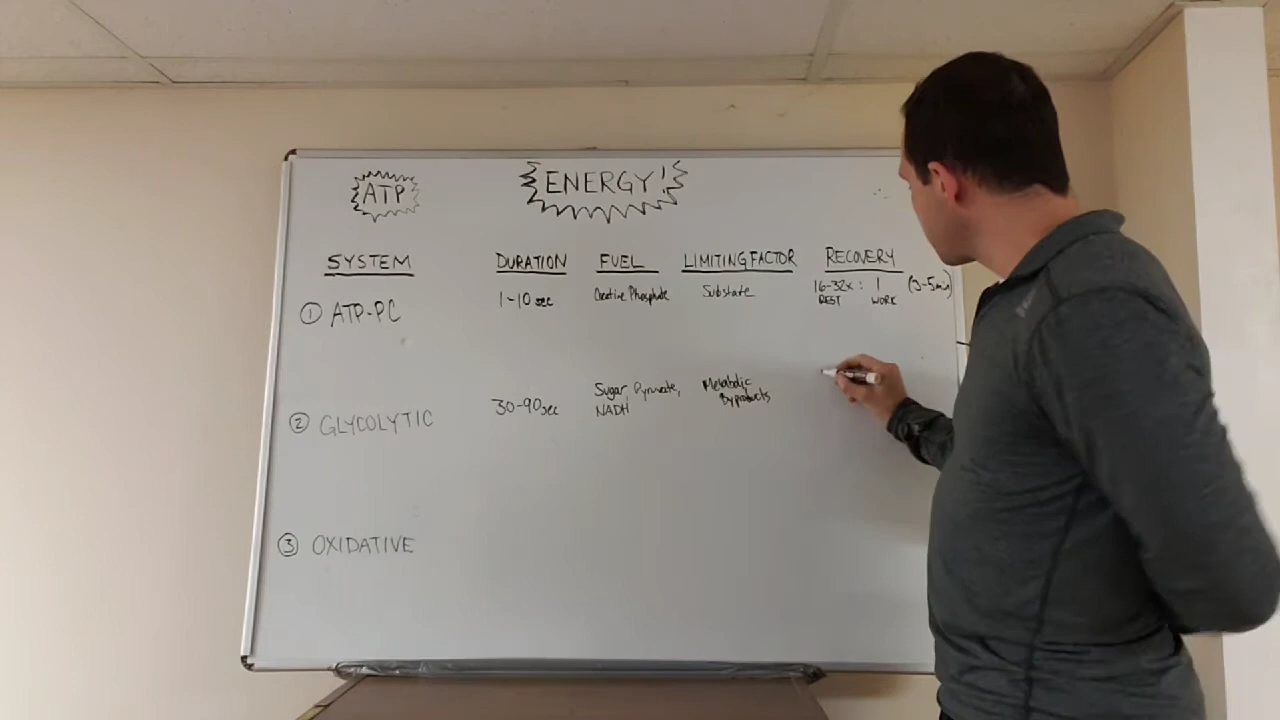 ATP
ENERGY!
SYSTEM DURATION FUEL LIMITING FACTOR RECOVERY
① ATP-PC 1-10 sec Creatine Phosphate Substrate 16-32x : 1 (3-5min)
REST WORK
② GLYCOLYTIC 30-90sec Sugar Pyruvate, Metabolic
NADH Byproducts
③ OXIDATIVE